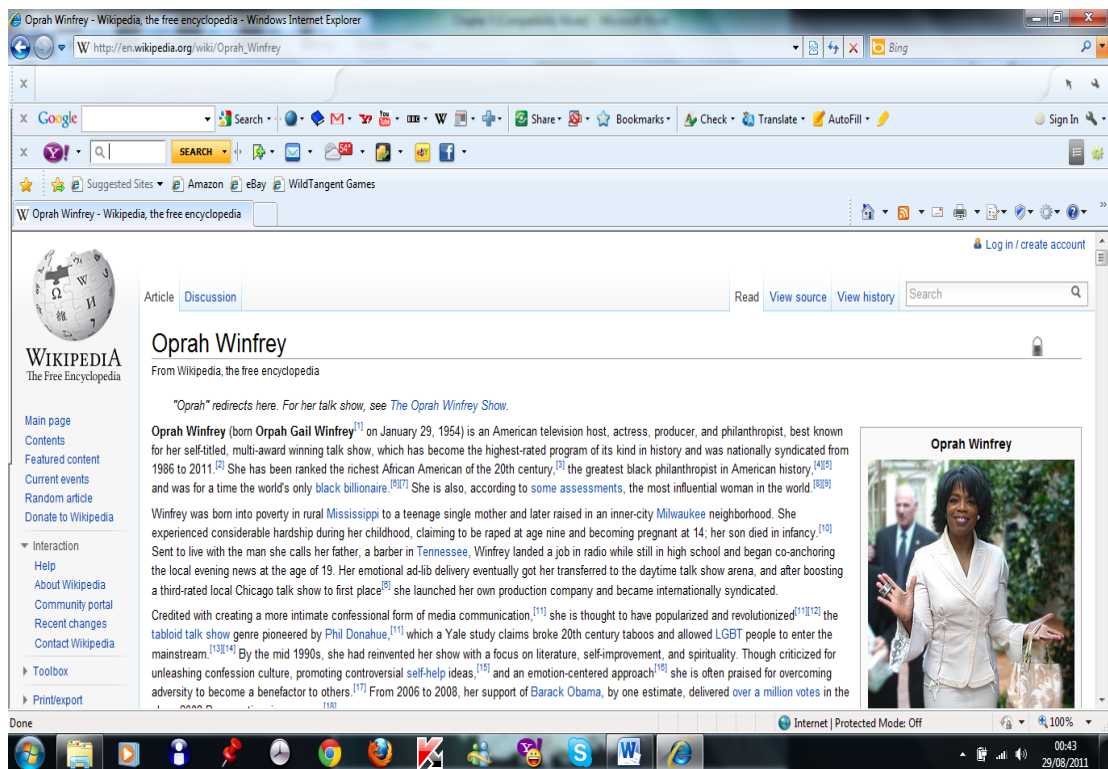 Oprah Winfrey - Wikipedia, the free encyclopedia - Windows Internet Explorer
W http://en.wikipedia.org/wiki/Oprah_Winfrey
Bing
x
x Google Search Share Bookmarks Check Translate AutoFill Sign In
x Y! SEARCH 54° ebY f
Suggested Sites Amazon eBay WildTangent Games
W Oprah Winfrey - Wikipedia, the free encyclopedia
Log in / create account
Article Discussion Read View source View history Search
WIKIPEDIA
The Free Encyclopedia
Main page
Contents
Featured content
Current events
Random article
Donate to Wikipedia
Interaction
Help
About Wikipedia
Community portal
Recent changes
Contact Wikipedia
Toolbox
Print/export
Oprah Winfrey
From Wikipedia, the free encyclopedia
"Oprah" redirects here. For her talk show, see The Oprah Winfrey Show.
Oprah Winfrey (born Orpah Gail Winfrey[1] on January 29, 1954) is an American television host, actress, producer, and philanthropist, best known
for her self-titled, multi-award winning talk show, which has become the highest-rated program of its kind in history and was nationally syndicated from
1986 to 2011.[2] She has been ranked the richest African American of the 20th century,[3] the greatest black philanthropist in American history,[4][5]
and was for a time the world's only black billionaire.[6][7] She is also, according to some assessments, the most influential woman in the world.[8][9]
Winfrey was born into poverty in rural Mississippi to a teenage single mother and later raised in an inner-city Milwaukee neighborhood. She
experienced considerable hardship during her childhood, claiming to be raped at age nine and becoming pregnant at 14; her son died in infancy.[10]
Sent to live with the man she calls her father, a barber in Tennessee, Winfrey landed a job in radio while still in high school and began co-anchoring
the local evening news at the age of 19. Her emotional ad-lib delivery eventually got her transferred to the daytime talk show arena, and after boosting
a third-rated local Chicago talk show to first place[6] she launched her own production company and became internationally syndicated.
Credited with creating a more intimate confessional form of media communication,[11] she is thought to have popularized and revolutionized[11][12] the
tabloid talk show genre pioneered by Phil Donahue,[11] which a Yale study claims broke 20th century taboos and allowed LGBT people to enter the
mainstream.[13][14] By the mid 1990s, she had reinvented her show with a focus on literature, self-improvement, and spirituality. Though criticized for
unleashing confession culture, promoting controversial self-help ideas,[15] and an emotion-centered approach[16] she is often praised for overcoming
adversity to become a benefactor to others.[17] From 2006 to 2008, her support of Barack Obama, by one estimate, delivered over a million votes in the
Oprah Winfrey
Done
Internet | Protected Mode: Off
100%
00:43
29/08/2011